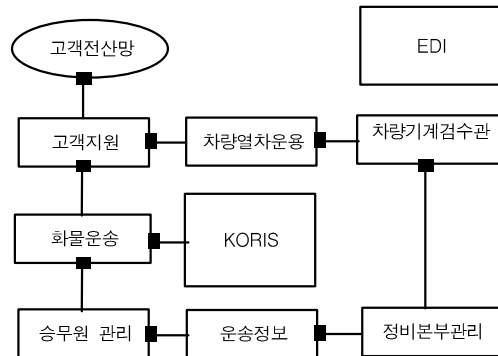 고객전산망
EDI
고객지원
차량열차운용
차량기계검수관
화물운송
KORIS
승무원 관리
운송정보
정비본부관리